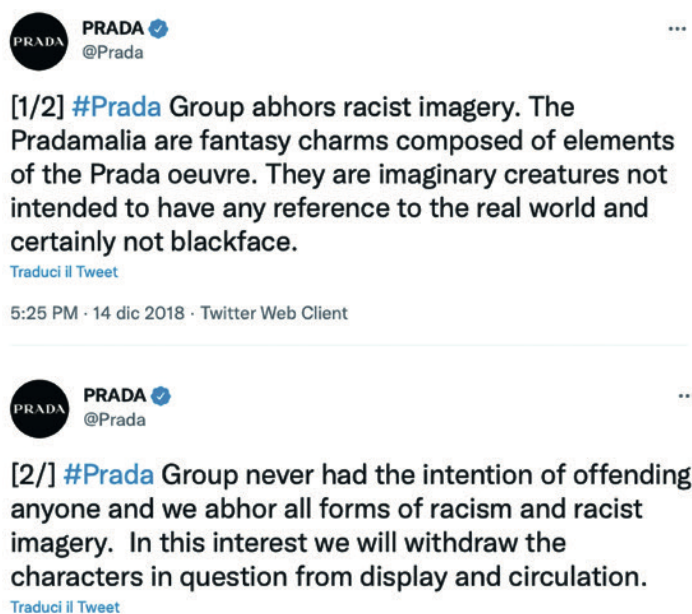 PRADA
PRADA
@Prada
[1/2] #Prada Group abhors racist imagery. The
Pradamalia are fantasy charms composed of elements
of the Prada oeuvre. They are imaginary creatures not
intended to have any reference to the real world and
certainly not blackface.
Traduci il Tweet
5:25 PM · 14 dic 2018 · Twitter Web Client
PRADA
PRADA
@Prada
[2/] #Prada Group never had the intention of offending
anyone and we abhor all forms of racism and racist
imagery.  In this interest we will withdraw the
characters in question from display and circulation.
Traduci il Tweet